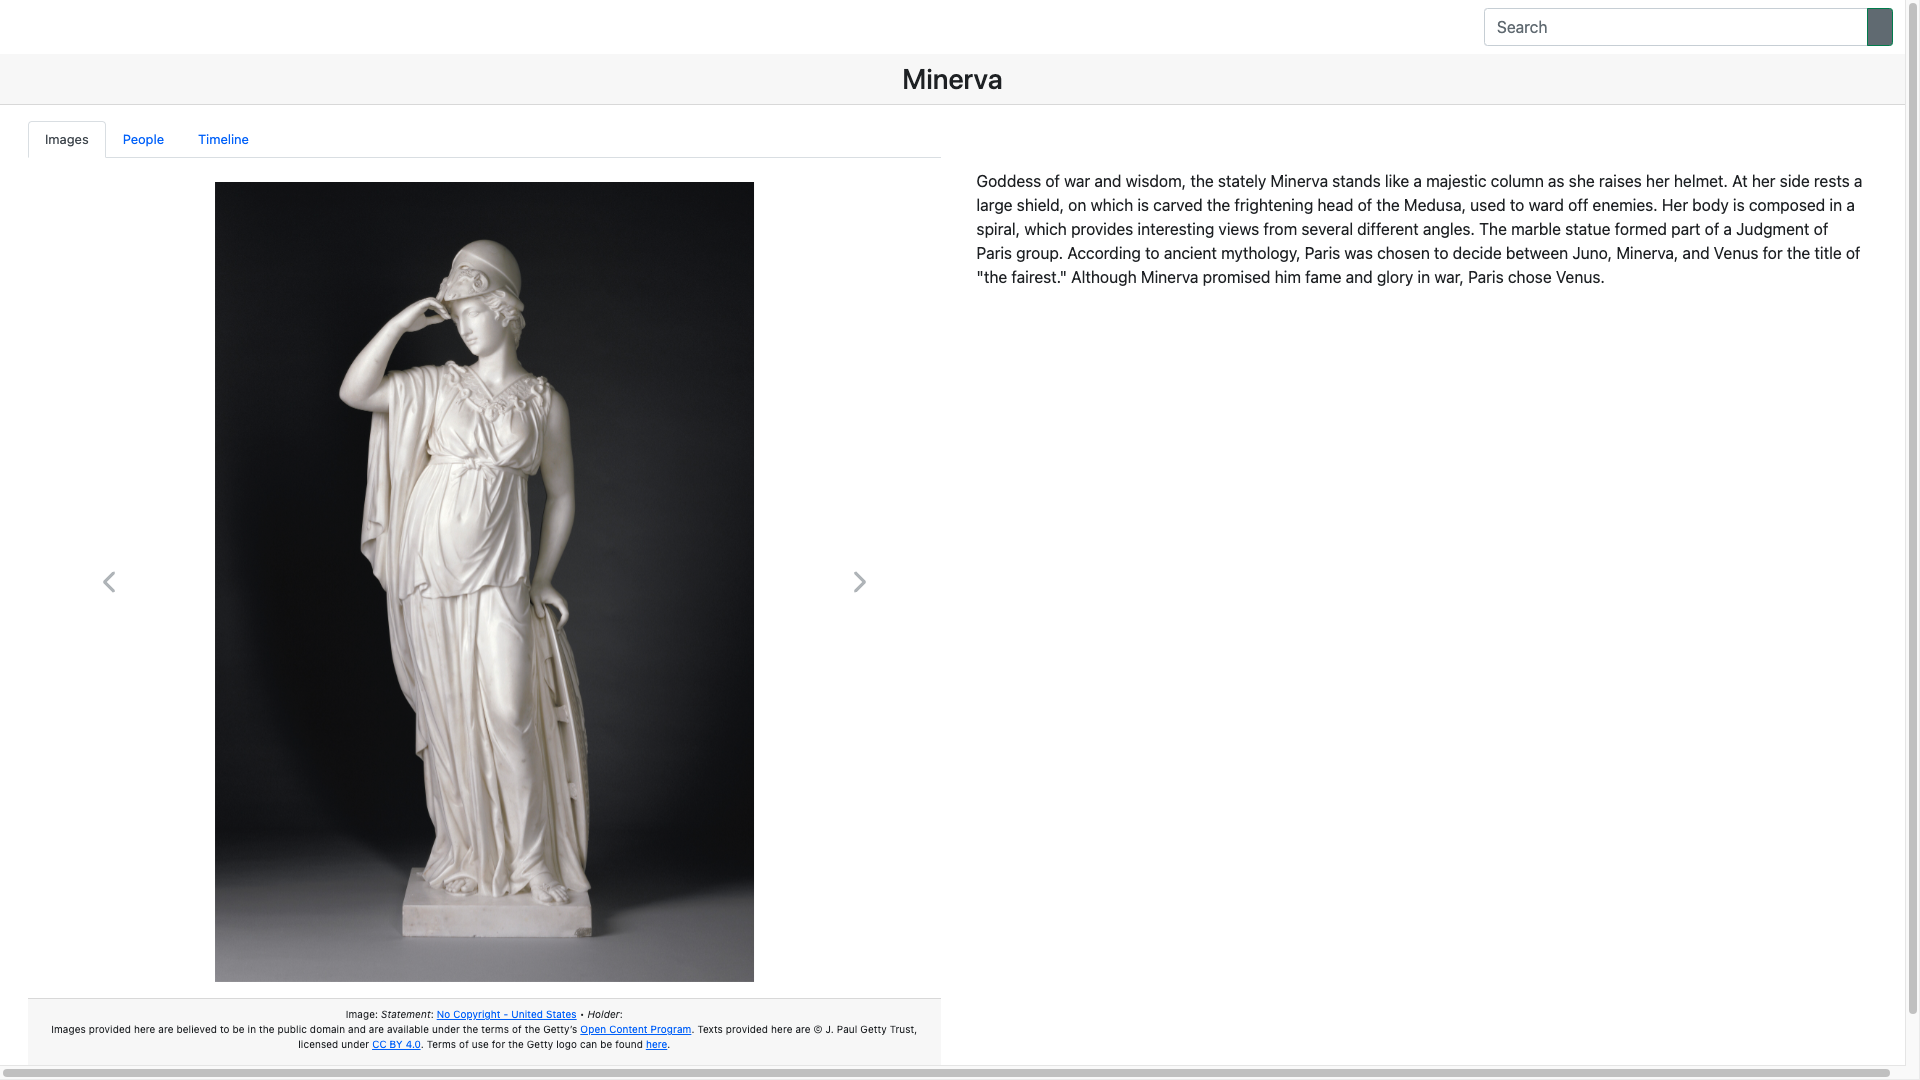 Search
Minerva
Images People Timeline
Goddess of war and wisdom, the stately Minerva stands like a majestic column as she raises her helmet. At her side rests a
large shield, on which is carved the frightening head of the Medusa, used to ward off enemies. Her body is composed in a
spiral, which provides interesting views from several different angles. The marble statue formed part of a Judgment of
Paris group. According to ancient mythology, Paris was chosen to decide between Juno, Minerva, and Venus for the title of
"the fairest." Although Minerva promised him fame and glory in war, Paris chose Venus.
Image: Statement: No Copyright - United States • Holder:
Images provided here are believed to be in the public domain and are available under the terms of the Getty's Open Content Program. Texts provided here are © J. Paul Getty Trust,
licensed under CC BY 4.0. Terms of use for the Getty logo can be found here.